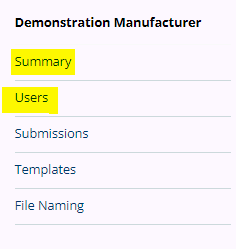 Demonstration Manufacturer
Summary
Users
Submissions
Templates
File Naming